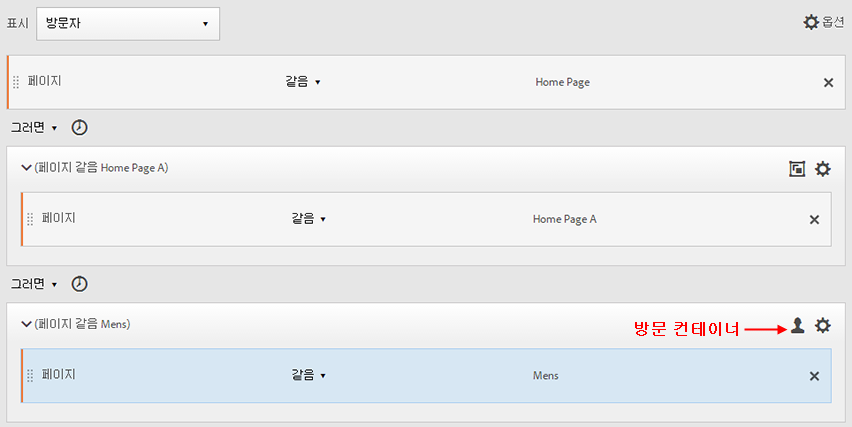 표시 방문자 옵션
페이지 같음 Home Page
그러면
(페이지 같음 Home Page A)
페이지 같음 Home Page A
그러면
(페이지 같음 Mens)
방문 컨테이너
페이지 같음 Mens